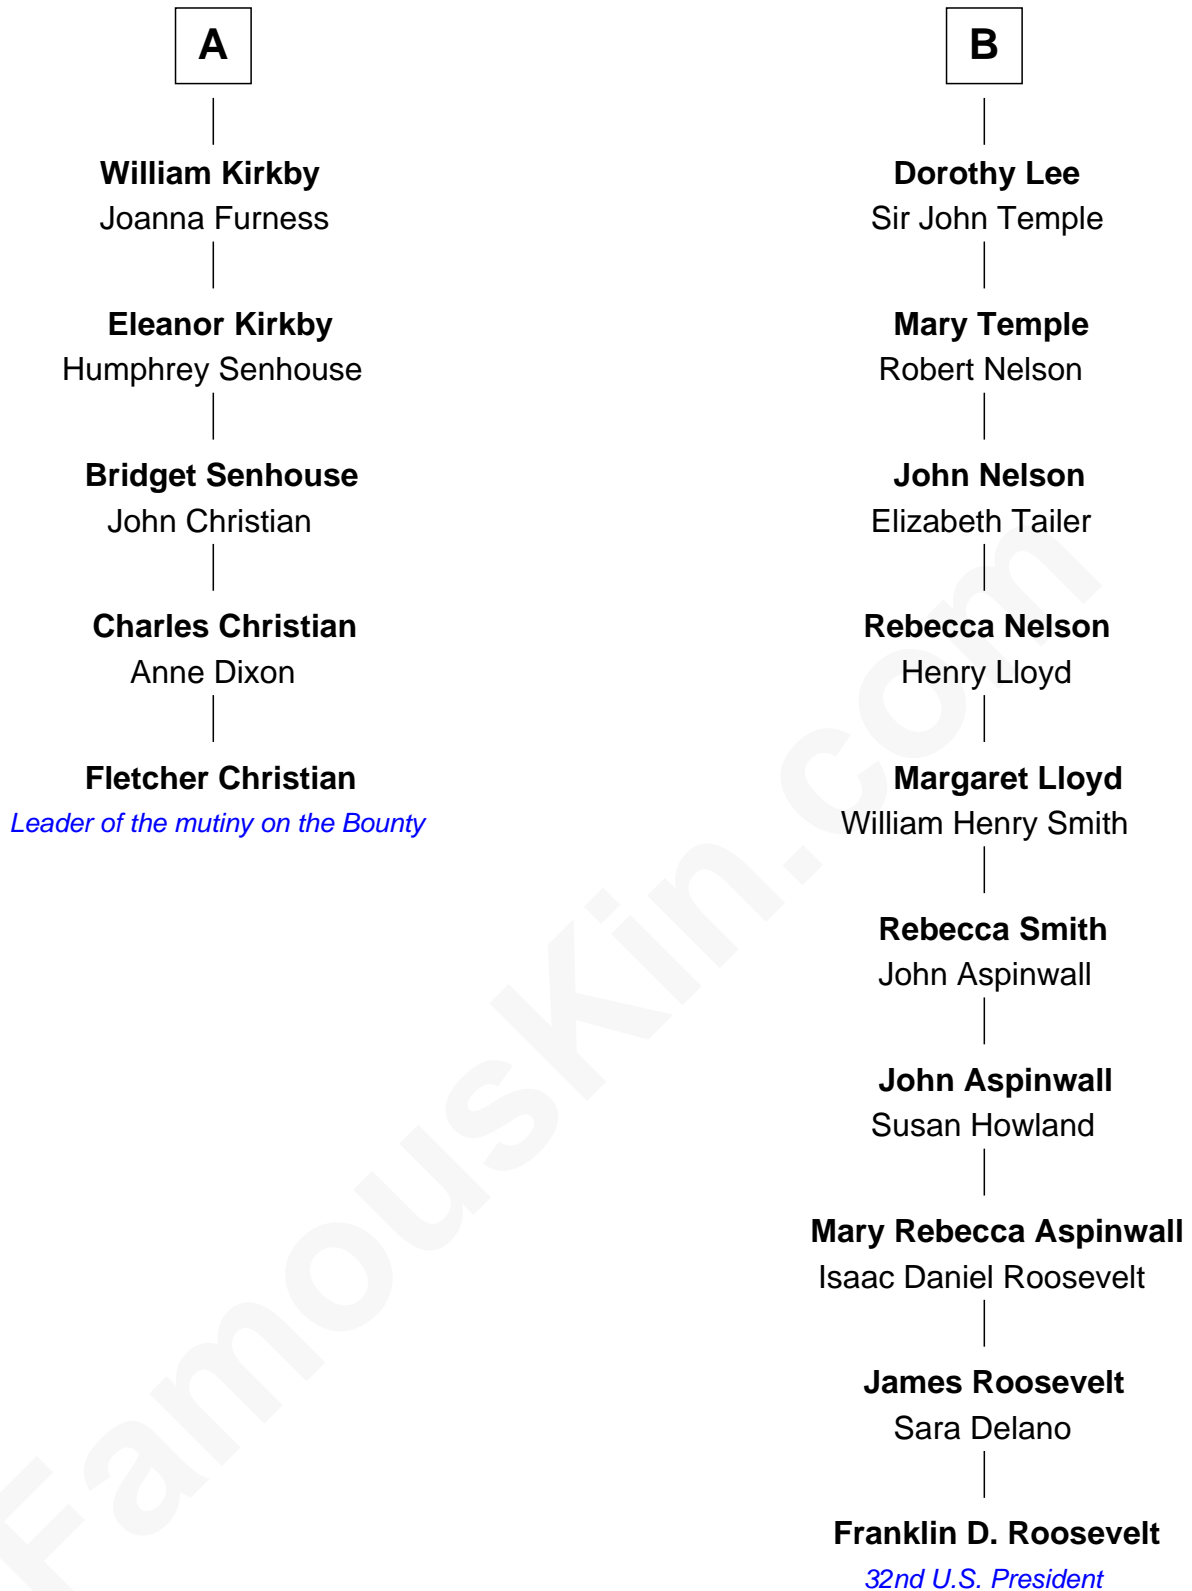 A
William Kirkby
Joanna Furness
Eleanor Kirkby
Humphrey Senhouse
Bridget Senhouse
John Christian
Charles Christian
Anne Dixon
Fletcher Christian
Leader of the mutiny on the Bounty
B
Dorothy Lee
Sir John Temple
Mary Temple
Robert Nelson
John Nelson
Elizabeth Tailer
Rebecca Nelson
Henry Lloyd
Margaret Lloyd
William Henry Smith
Rebecca Smith
John Aspinwall
John Aspinwall
Susan Howland
Mary Rebecca Aspinwall
Isaac Daniel Roosevelt
James Roosevelt
Sara Delano
Franklin D. Roosevelt
32nd U.S. President
FamousKin.com